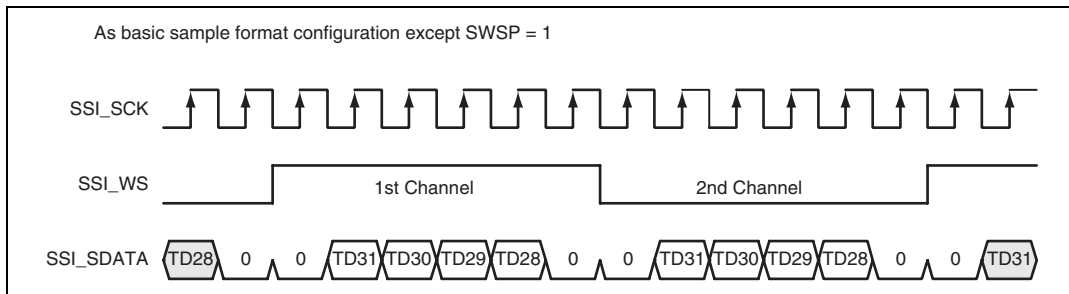 As basic sample format configuration except SWSP = 1
SSI_SCK
SSI_WS
1st Channel
2nd Channel
SSI_SDATA
TD28 0 0 TD31 TD30 TD29 TD28 0 0 TD31 TD30 TD29 TD28 0 0 TD31